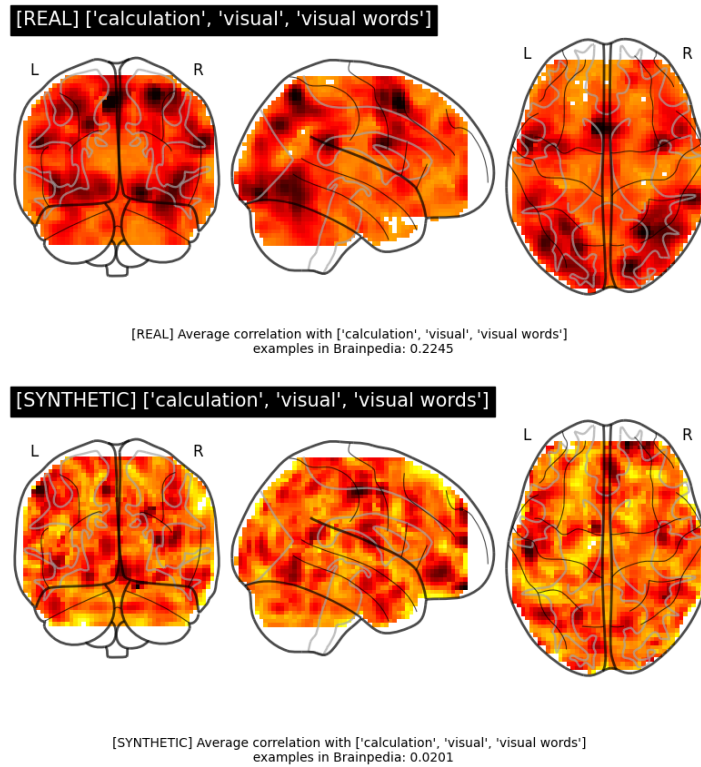 [REAL] ['calculation', 'visual', 'visual words']
L R L R
[REAL] Average correlation with ['calculation', 'visual', 'visual words']
examples in Brainpedia: 0.2245
[SYNTHETIC] ['calculation', 'visual', 'visual words']
L R L R
[SYNTHETIC] Average correlation with ['calculation', 'visual', 'visual words']
examples in Brainpedia: 0.0201